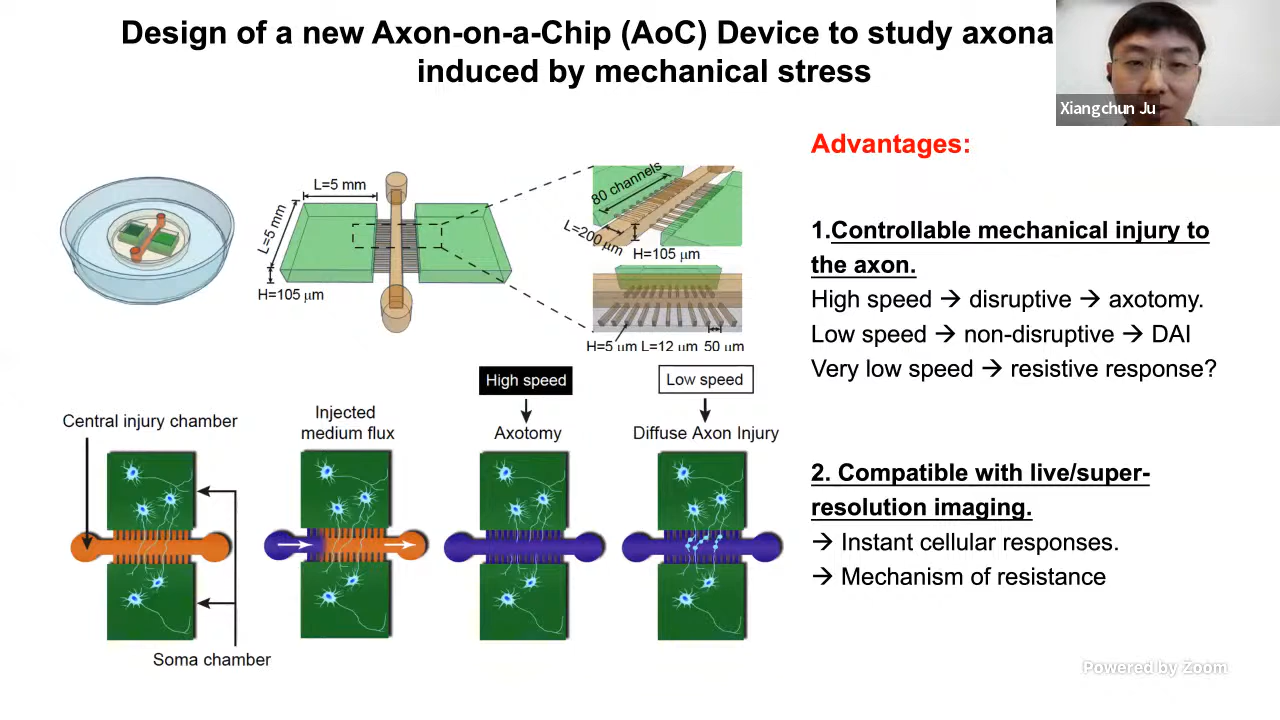 Design of a new Axon-on-a-Chip (AoC) Device to study axona
induced by mechanical stress
Xiangchun Ju
Advantages:
L=5 mm
L=5 mm
H=105 μm
80 channels
L=200 μm
H=105 μm
H=5 μm L=12 μm 50 μm
1.Controllable mechanical injury to
the axon.
High speed → disruptive → axotomy.
Low speed → non-disruptive → DAI
Very low speed → resistive response?
High speed
Low speed
Central injury chamber
Injected
medium flux
Axotomy
Diffuse Axon Injury
Soma chamber
2. Compatible with live/super-
resolution imaging.
→ Instant cellular responses.
→ Mechanism of resistance
Powered by Zoom